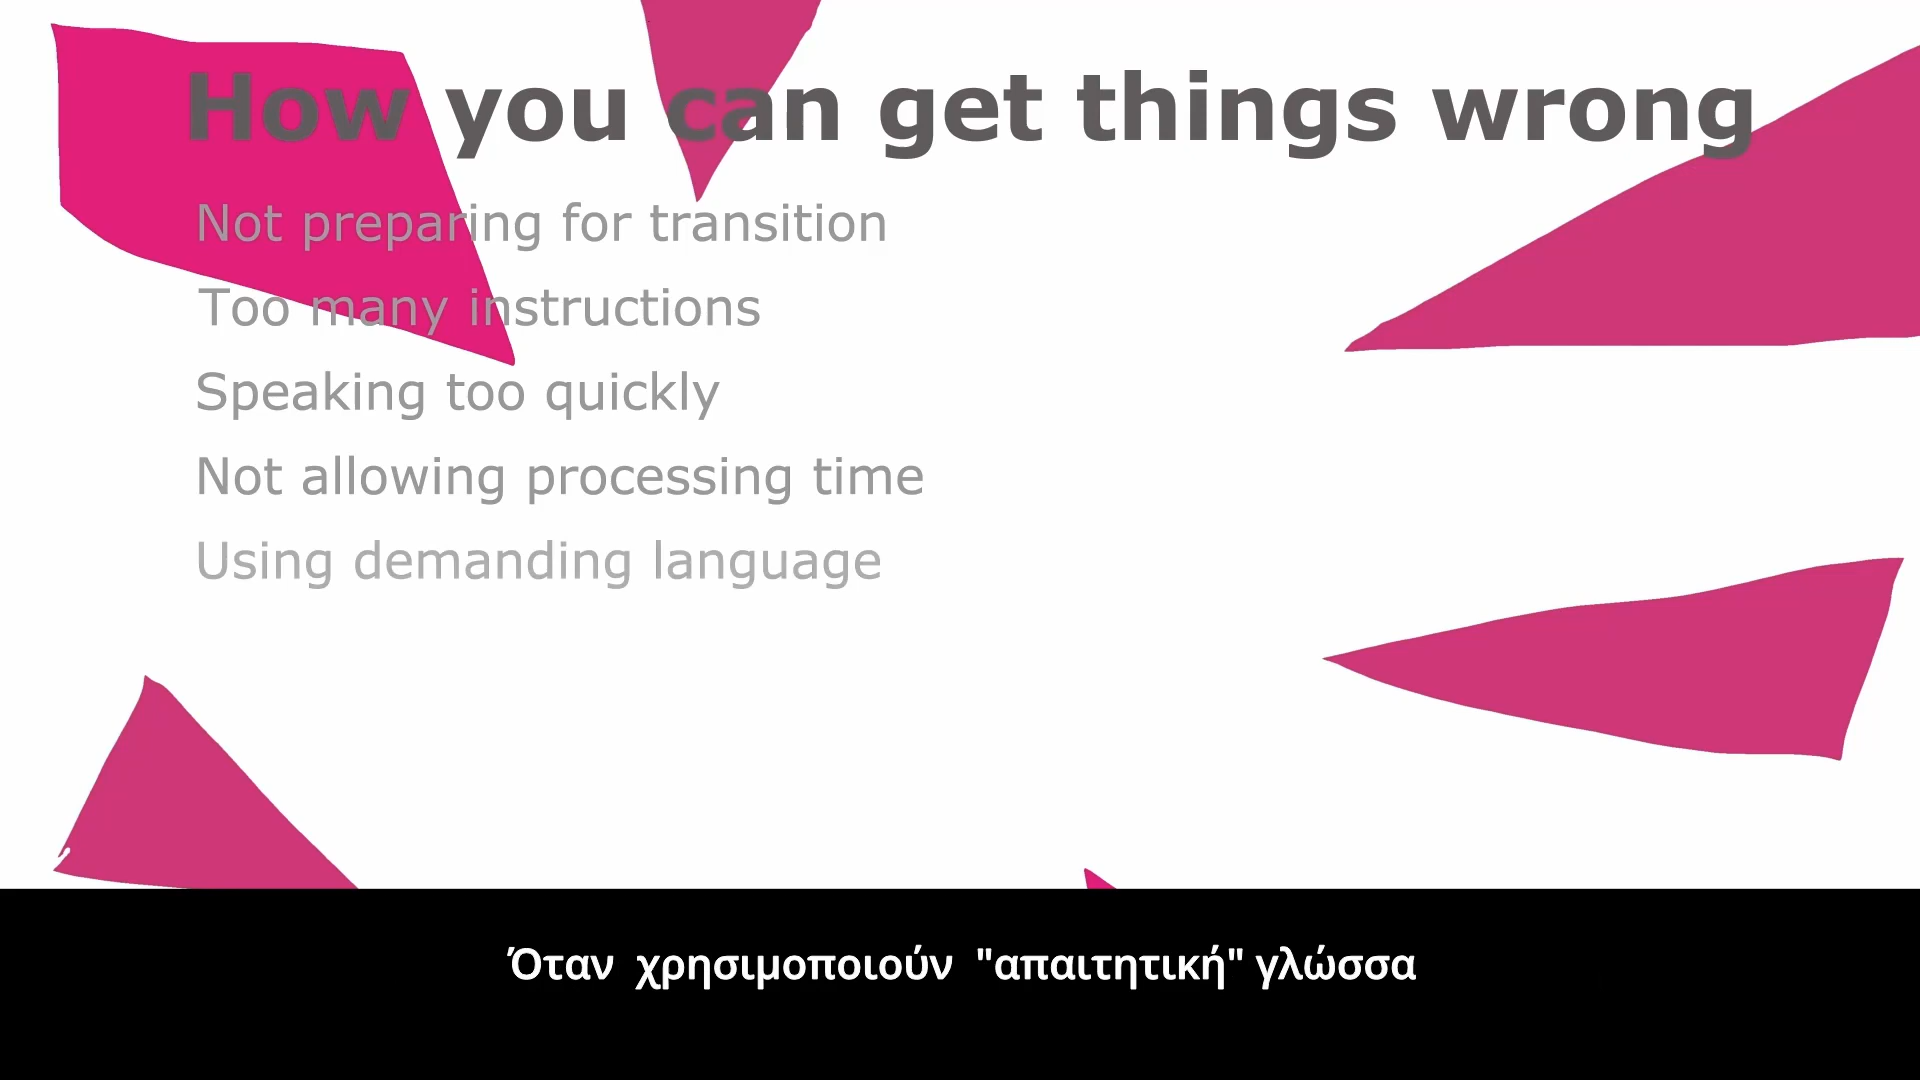 How you can get things wrong
Not preparing for transition
Too many instructions
Speaking too quickly
Not allowing processing time
Using demanding language
Όταν χρησιμοποιούν "απαιτητική" γλώσσα